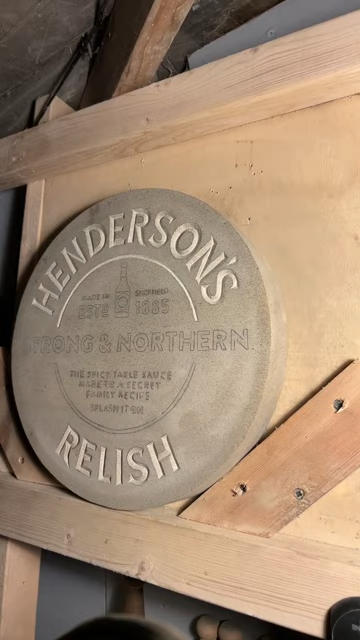 HENDERSON'S
MADE IN SHEFFIELD
ESTD 1885
STRONG & NORTHERN
THE SPICY TABLE SAUCE
MADE TO A SECRET
FAMILY RECIPE
SPLASH IT ON
RELISH